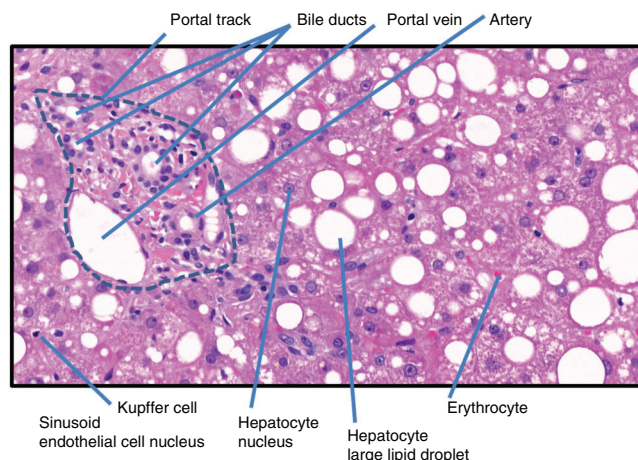 Portal track
Bile ducts
Portal vein
Artery
Kupffer cell
Sinusoid
endothelial cell nucleus
Hepatocyte
nucleus
Hepatocyte
large lipid droplet
Erythrocyte